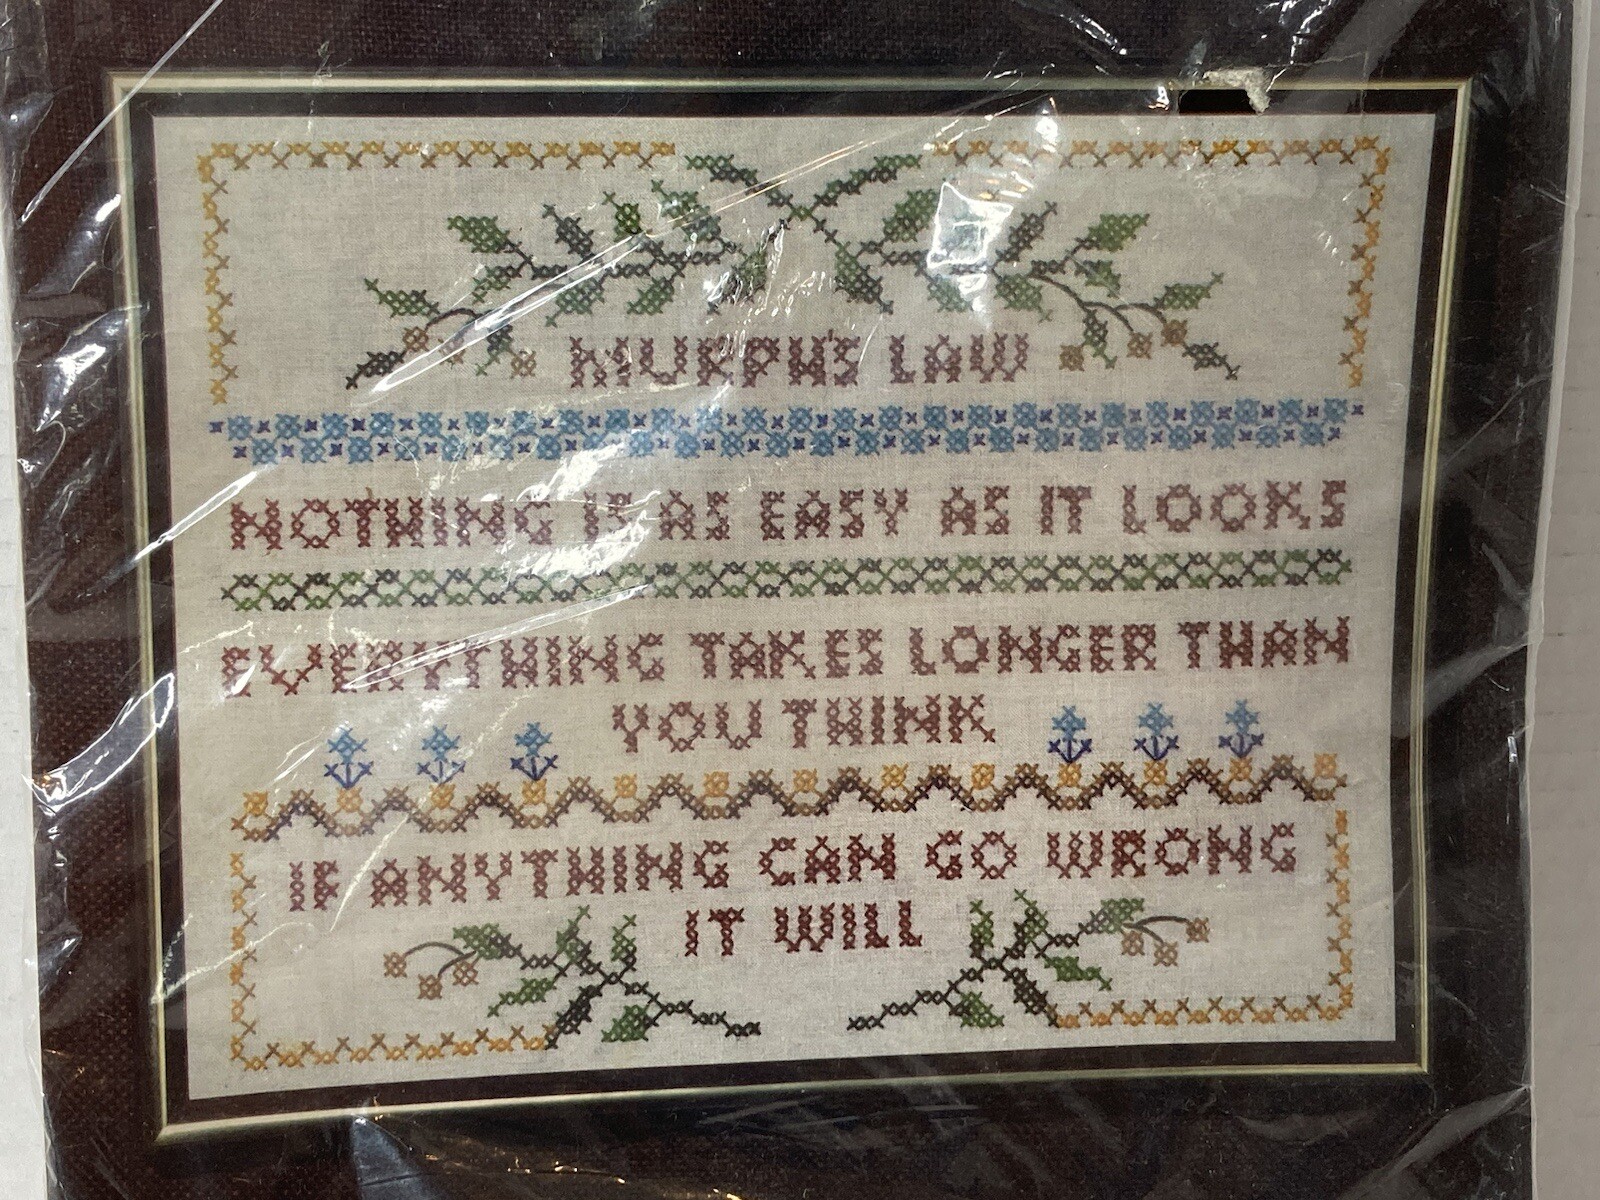 MURPH'S LAW
NOTHING IS AS EASY AS IT LOOKS
EVERYTHING TAKES LONGER THAN
YOU THINK
IF ANYTHING CAN GO WRONG
IT WILL